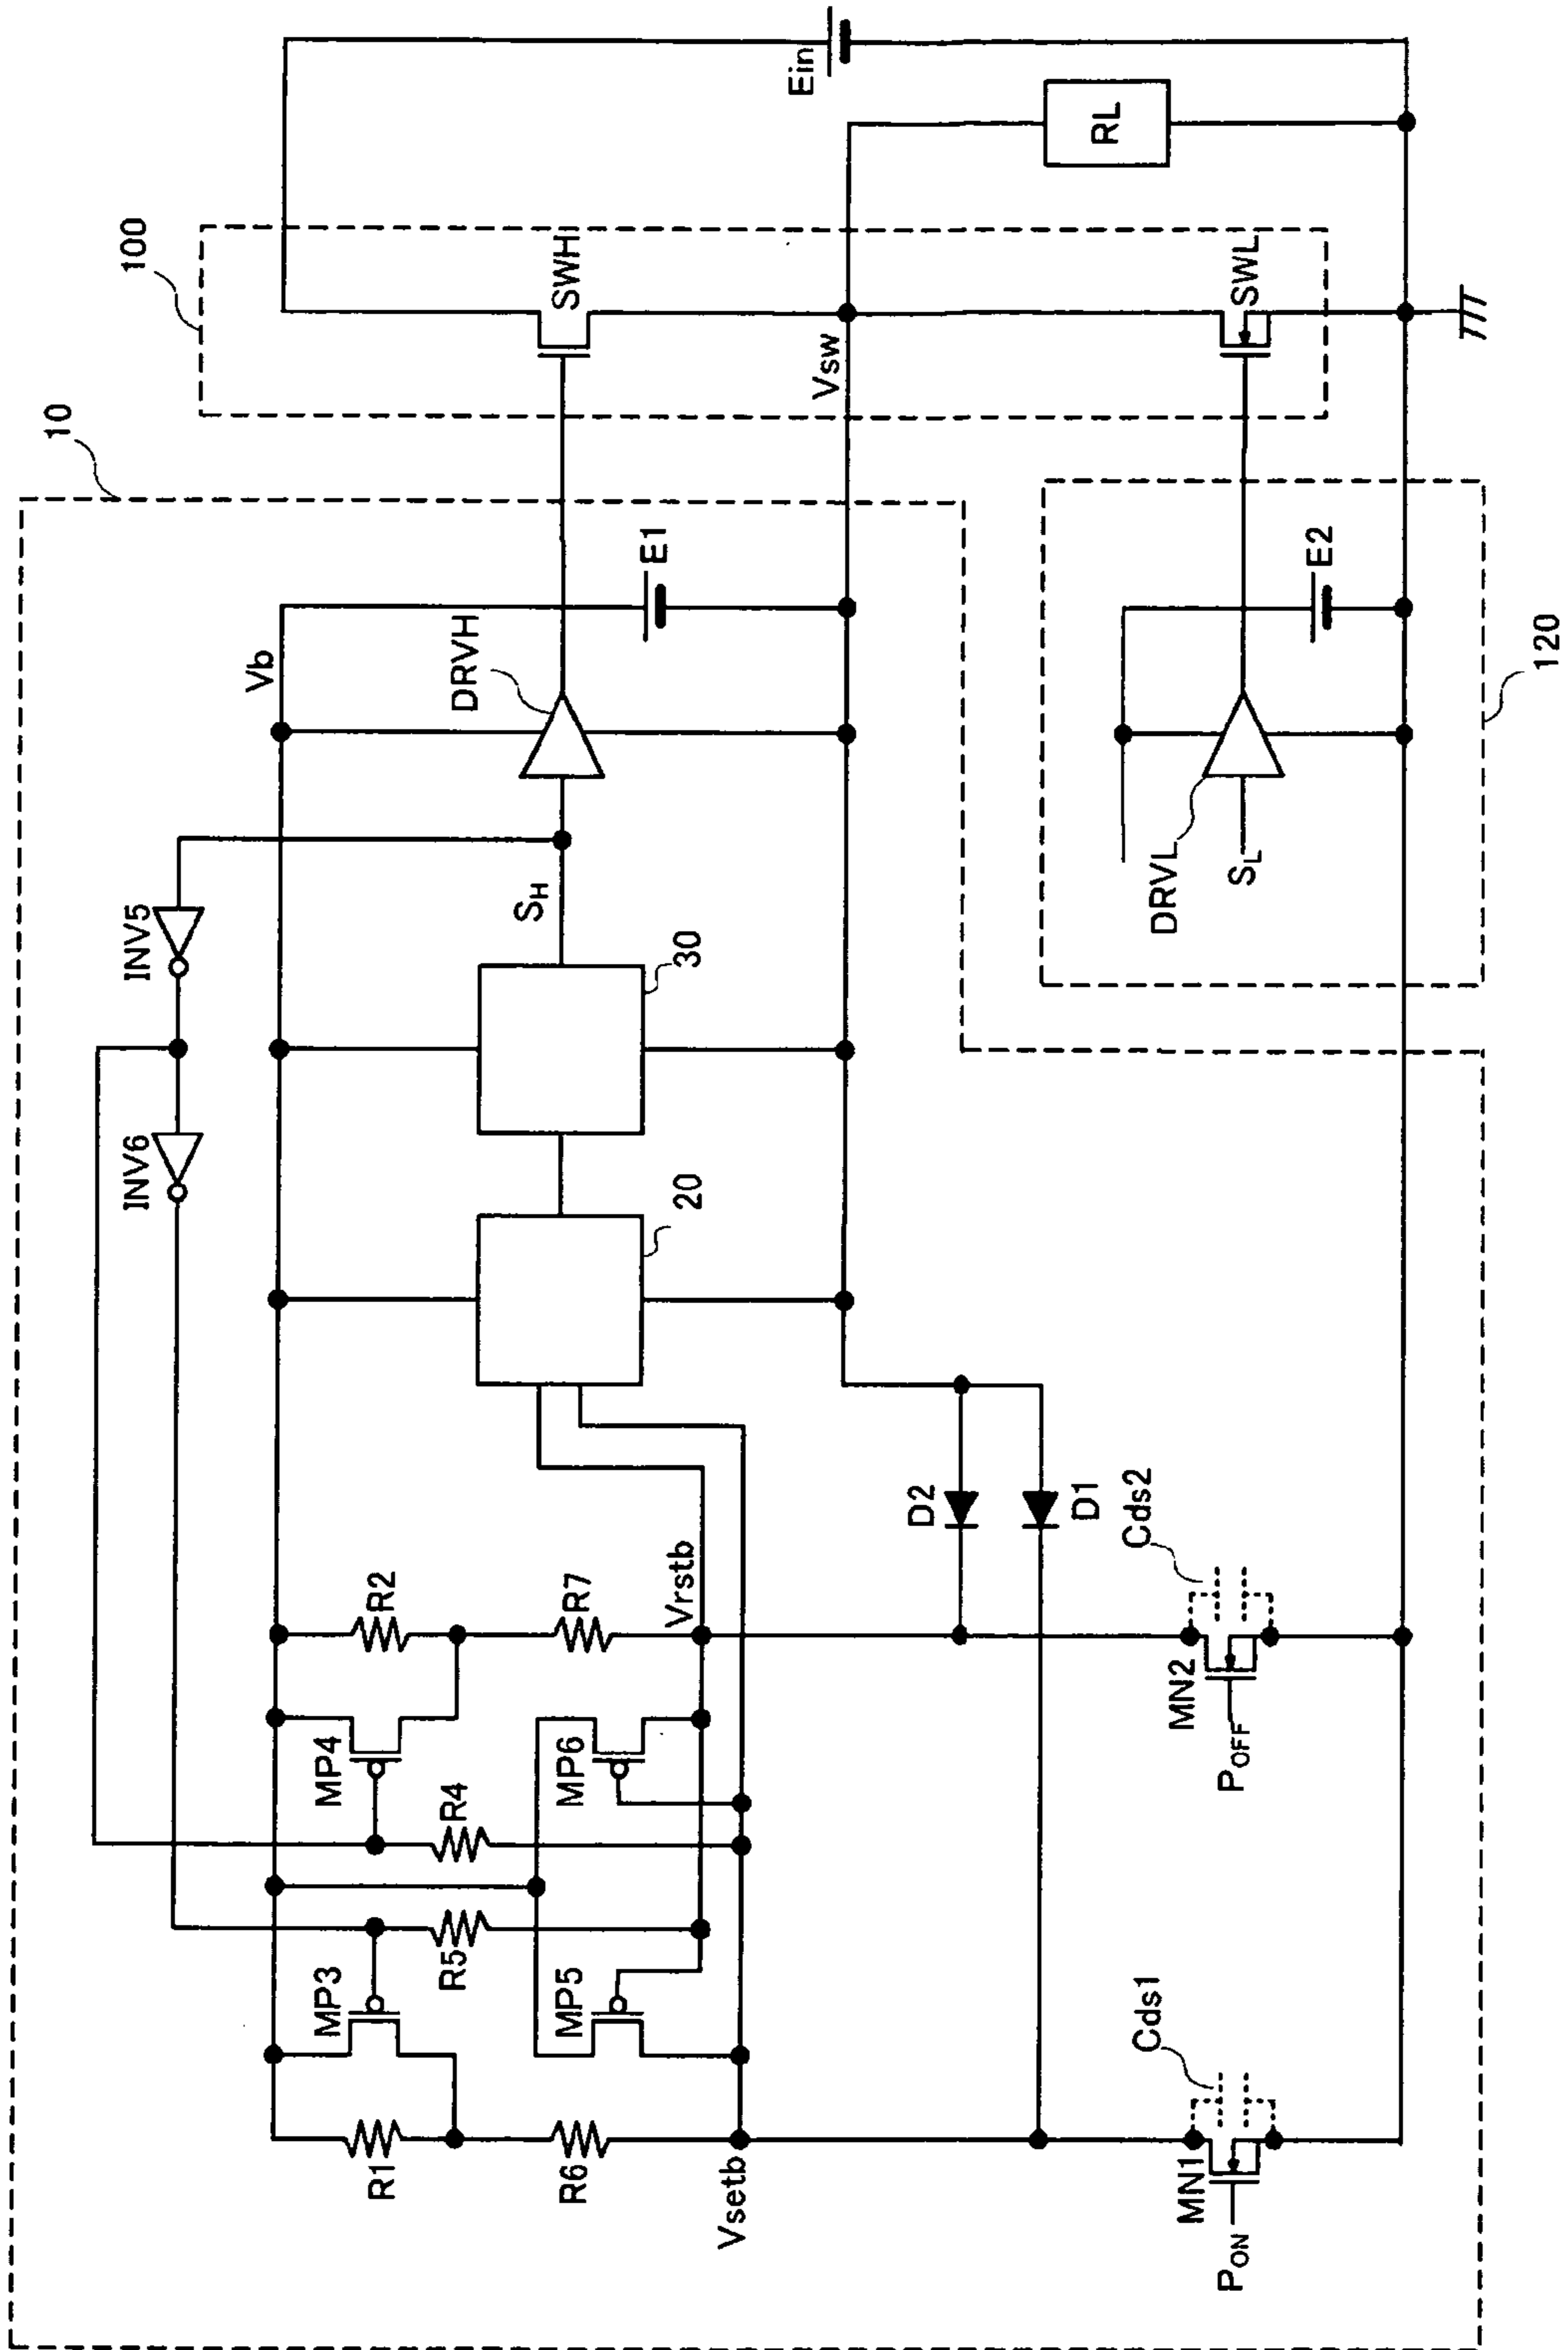 10
100
Ein
RL
SWH
Vsw
SWL
Vb
DRVH
E1
E2
DRVL
SL
120
INV5
INV6
SH
30
20
R2
R7
Vrstb
D2
D1
Cds2
MN2
POFF
MP4
R4
MP6
MP3
R5
MP5
R1
R6
Vsetb
Cds1
MN1
PON